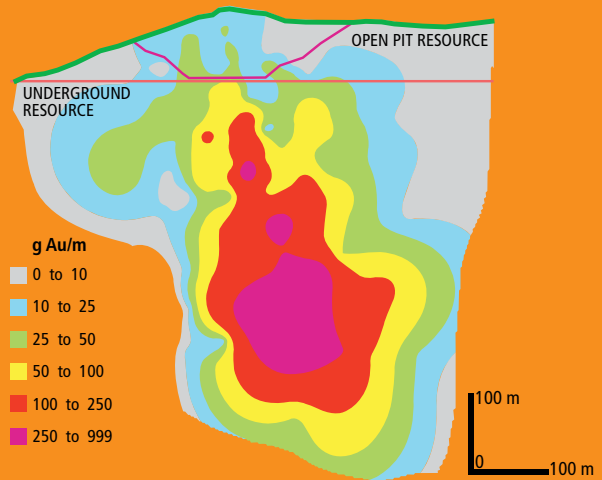 OPEN PIT RESOURCE
UNDERGROUND
RESOURCE
g Au/m
0 to 10
10 to 25
25 to 50
50 to 100
100 to 250
250 to 999
100 m
0
100 m